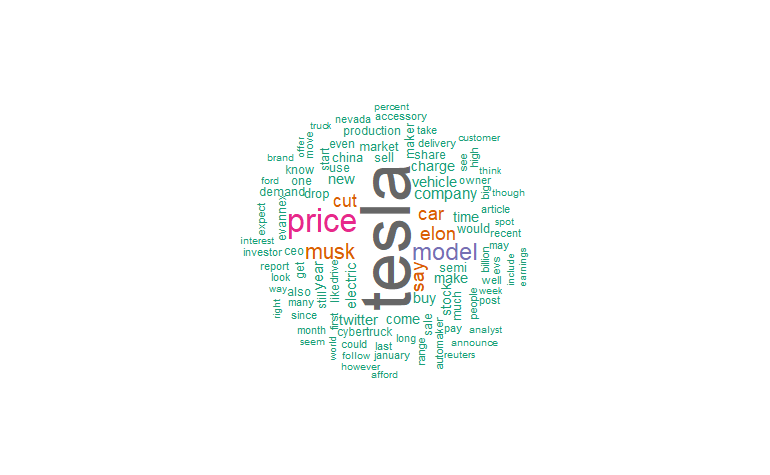 percent
nevada accessory
truck production take
offer move even market maker delivery customer
brand start china sell share see high
know use charge think
ford one new vehicle owner
demand drop company big though
expect evannex cut tesla car time article
price elon would spot
interest recent
investor ceo musk model may
report get year electric say semi billion evs include earnings
look like drive make well
way also still buy stock much people week
right many post
since first twitter come sale pay analyst
month cybertruck long automaker announce
seem world could last range reuters
follow january
however
afford